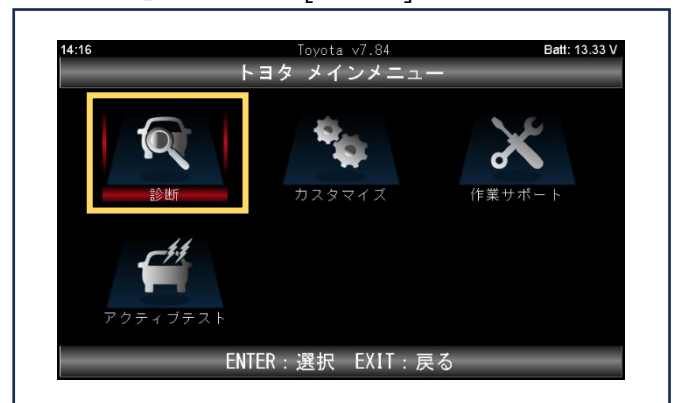 14:16 Toyota v7.84 Batt: 13.33 V
トヨタ メインメニュー
診断 カスタマイズ 作業サポート
アクティブテスト
ENTER：選択 EXIT：戻る